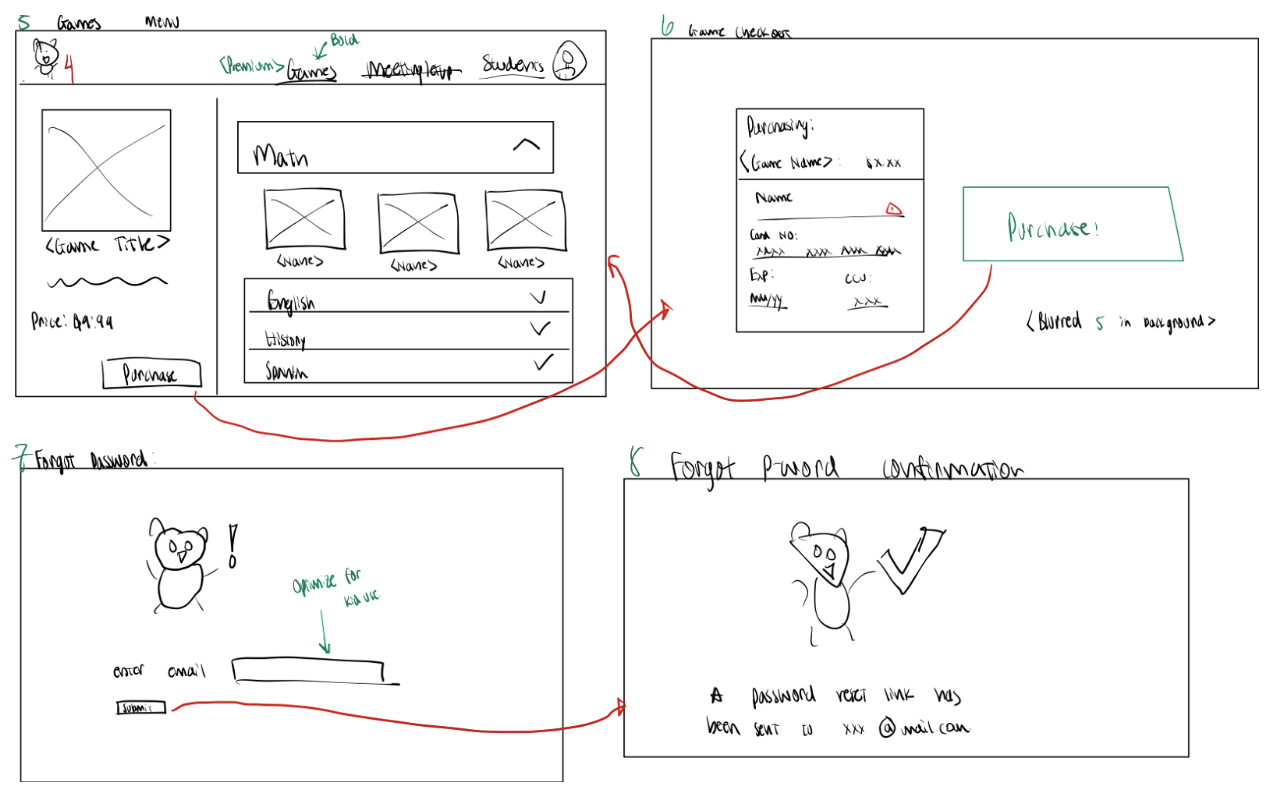 5 Games Menu
Bold
4
<Premium> Games Meeting Setup Students
Math
<Game Title>
<Name> <Name> <Name>
English
History
Price: $9.99
Purchase
6 Game Checkout
Purchasing:
<Game Name>: $x.xx
Name
Card NO:
xxxx xxxx xxxx xxxx
Exp: CCV:
mm/yy xxx
Purchase!
<Blurred 5 in background>
7 Forgot Password:
!
Optimize for
kid use
enter email
Submit
8 Forgot P-word confirmation
A password reset link has
been sent to xxx @mail.com